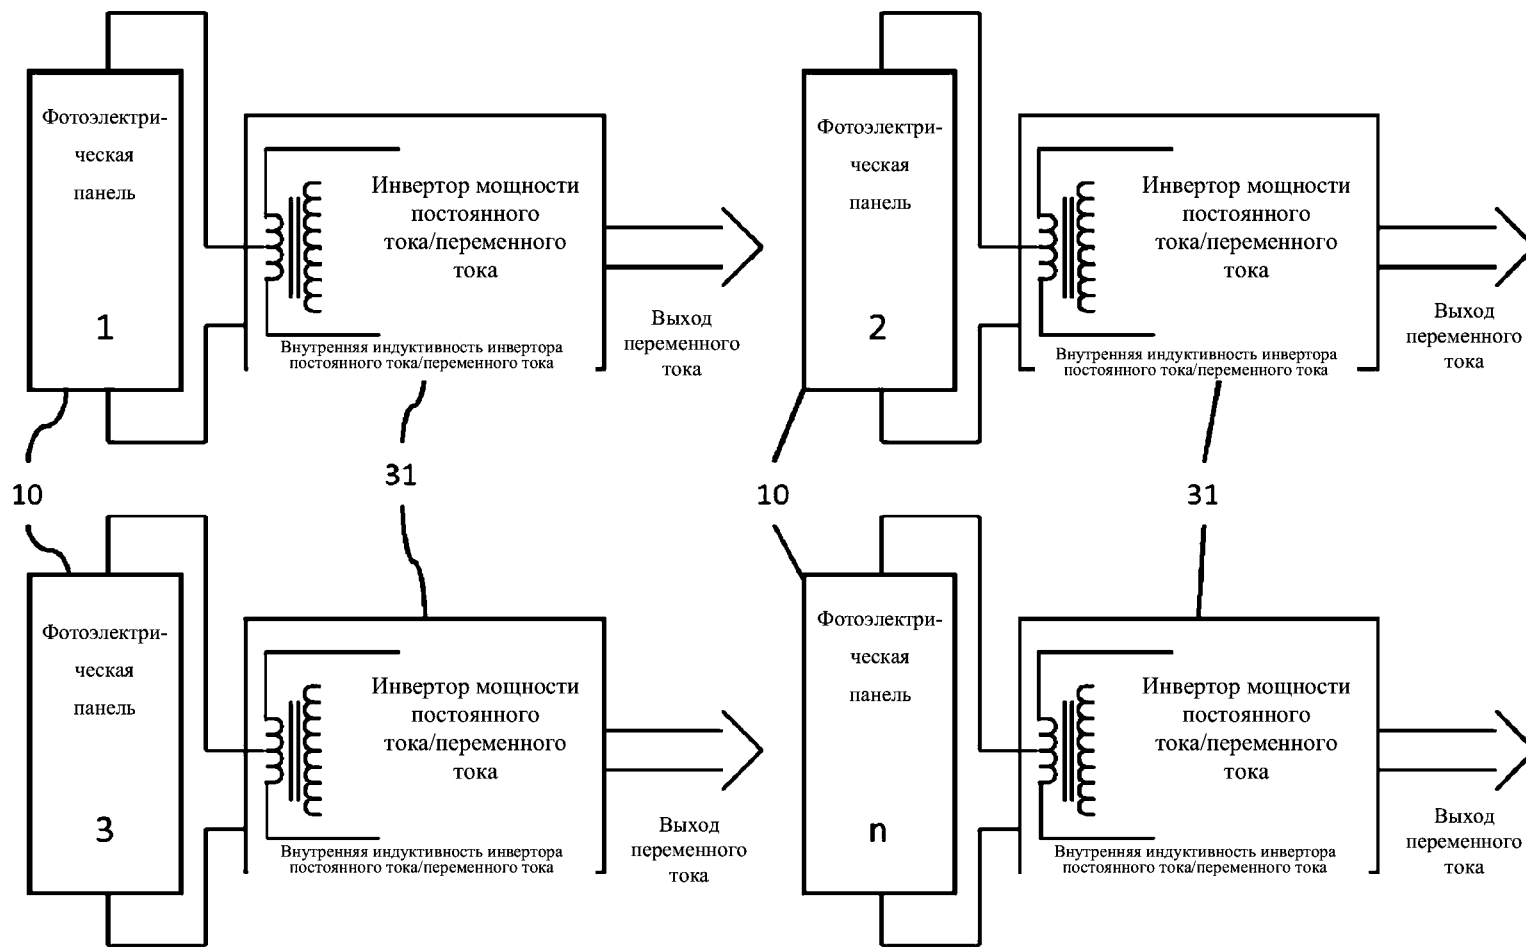 Фотоэлектри-
ческая
панель
1
Инвертор мощности
постоянного
тока/переменного
тока
Внутренняя индуктивность инвертора
постоянного тока/переменного тока
Выход
переменного
тока
Фотоэлектри-
ческая
панель
2
Инвертор мощности
постоянного
тока/переменного
тока
Внутренняя индуктивность инвертора
постоянного тока/переменного тока
Выход
переменного
тока
10
31
10
31
Фотоэлектри-
ческая
панель
3
Инвертор мощности
постоянного
тока/переменного
тока
Внутренняя индуктивность инвертора
постоянного тока/переменного тока
Выход
переменного
тока
Фотоэлектри-
ческая
панель
n
Инвертор мощности
постоянного
тока/переменного
тока
Внутренняя индуктивность инвертора
постоянного тока/переменного тока
Выход
переменного
тока